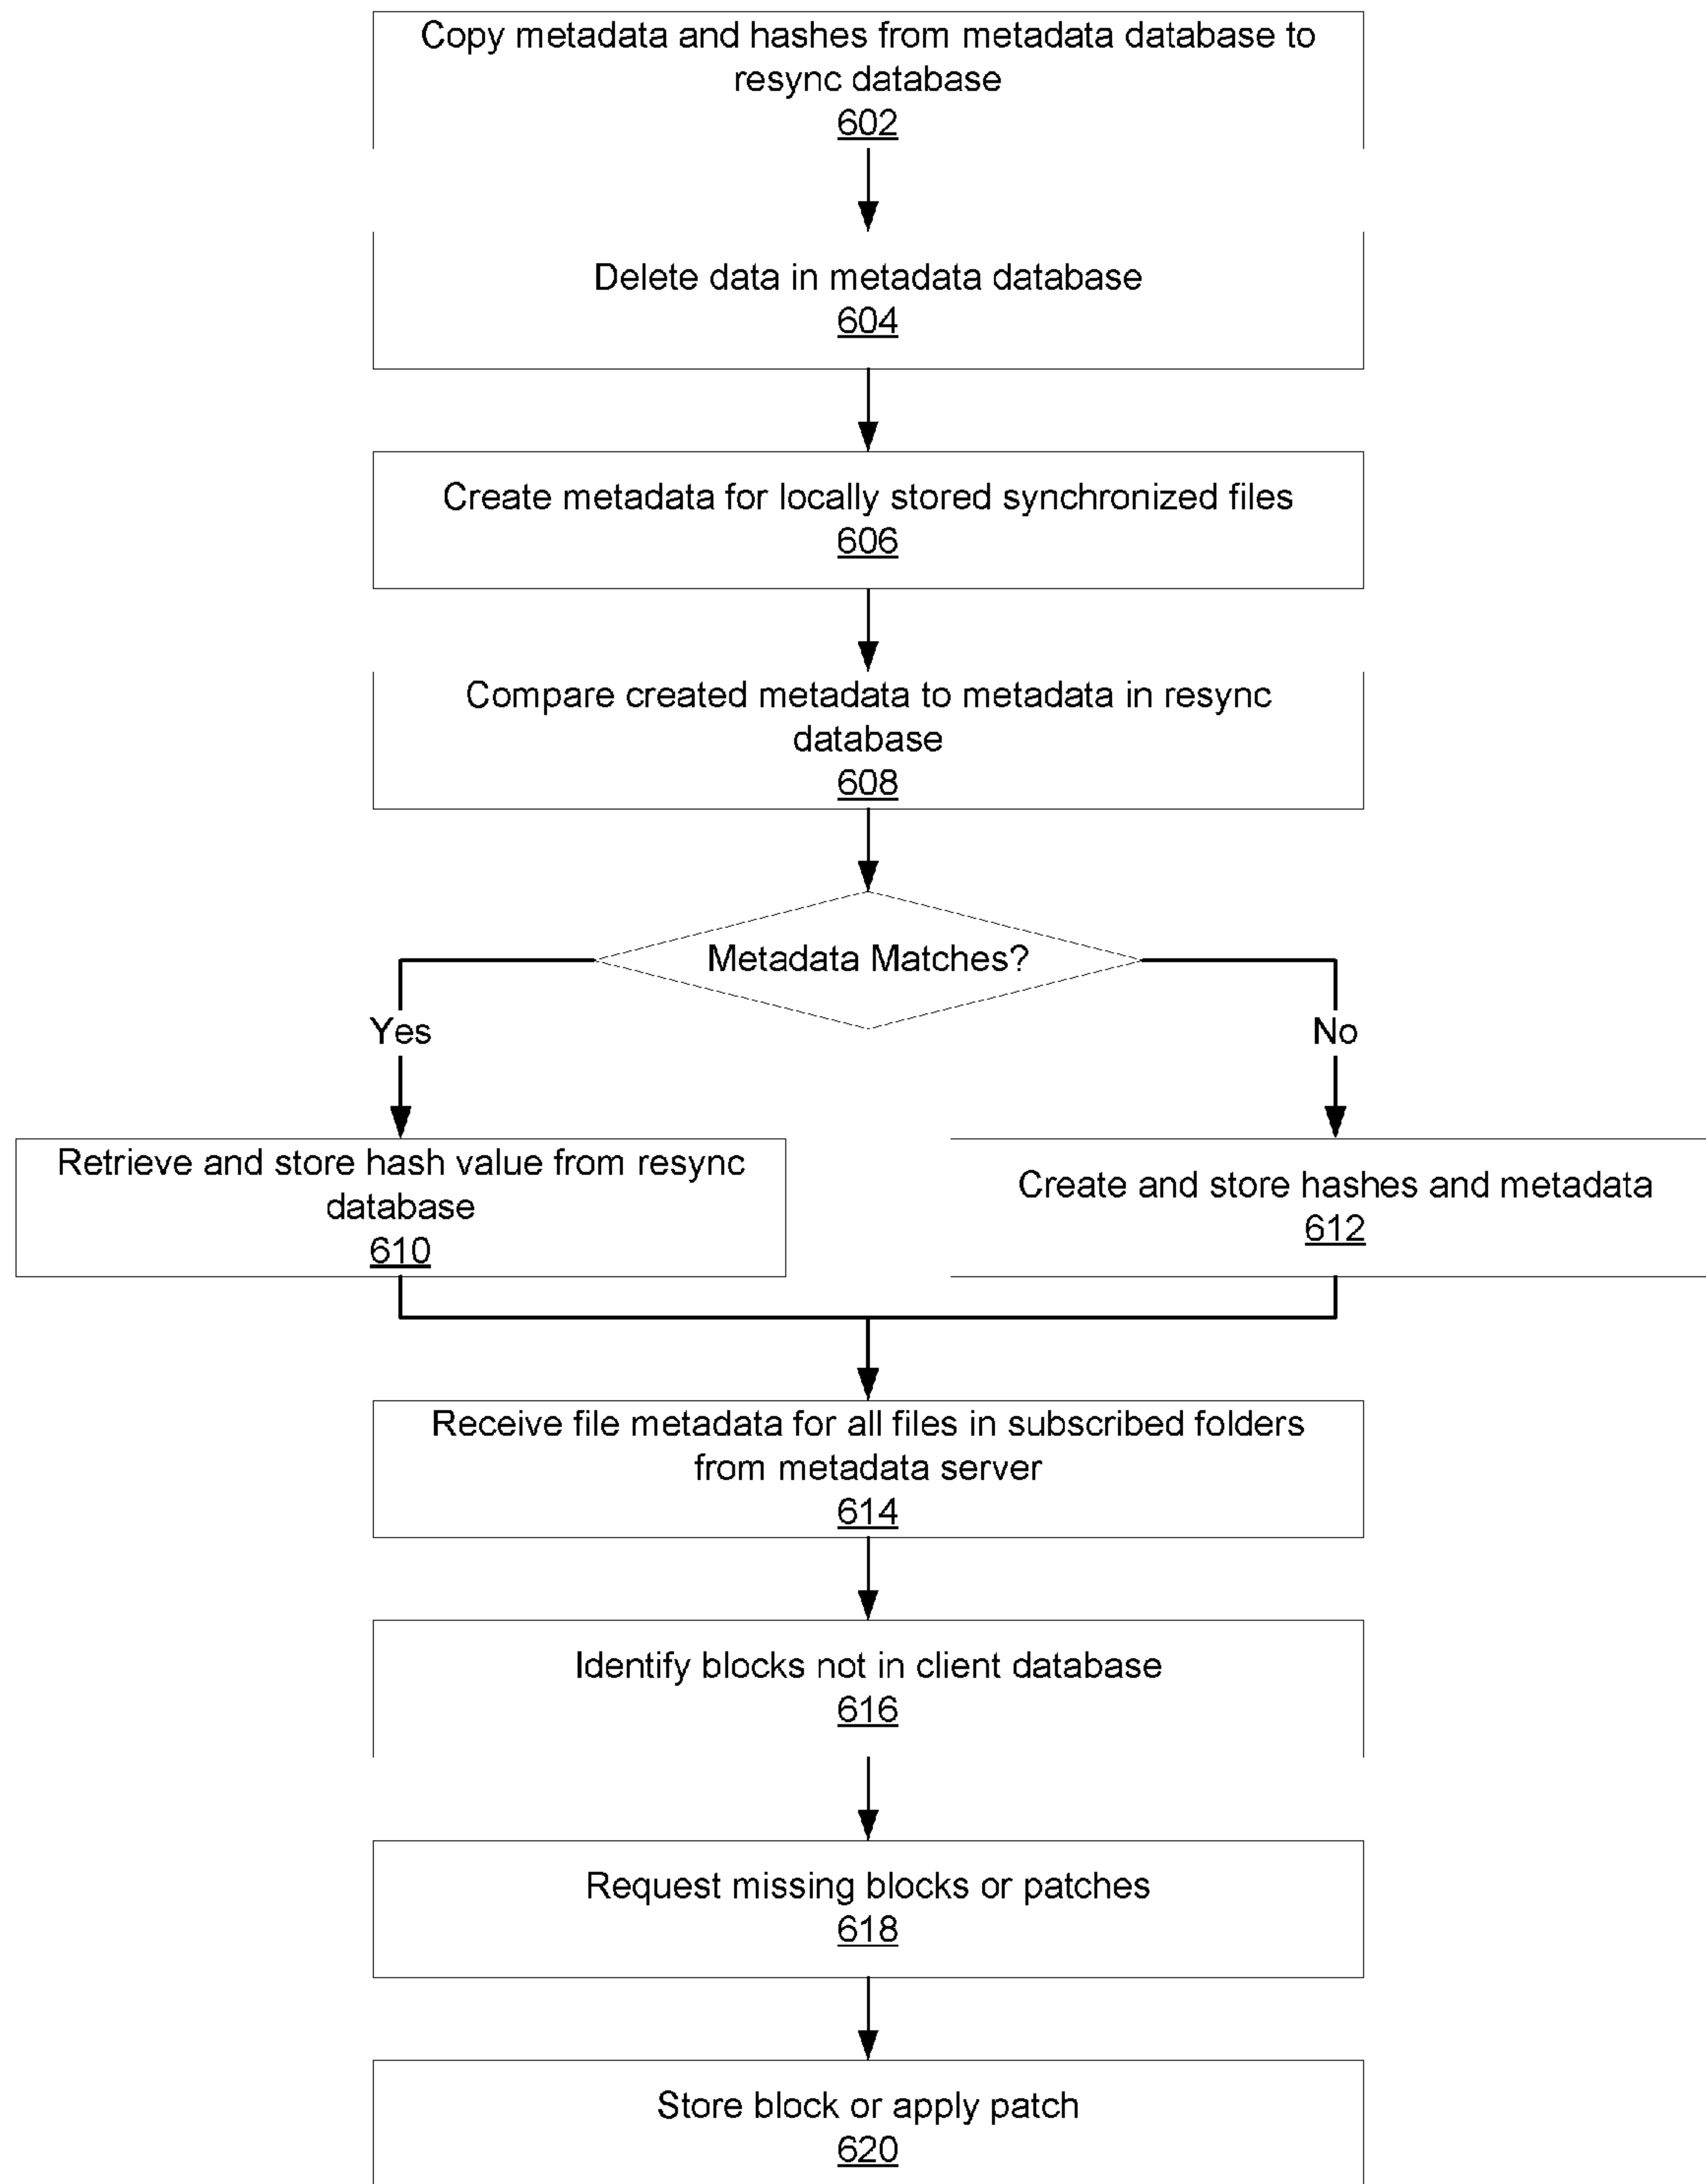 Copy metadata and hashes from metadata database to
resync database
602
Delete data in metadata database
604
Create metadata for locally stored synchronized files
606
Compare created metadata to metadata in resync
database
608
Metadata Matches?
Yes
No
Retrieve and store hash value from resync
database
610
Create and store hashes and metadata
612
Receive file metadata for all files in subscribed folders
from metadata server
614
Identify blocks not in client database
616
Request missing blocks or patches
618
Store block or apply patch
620